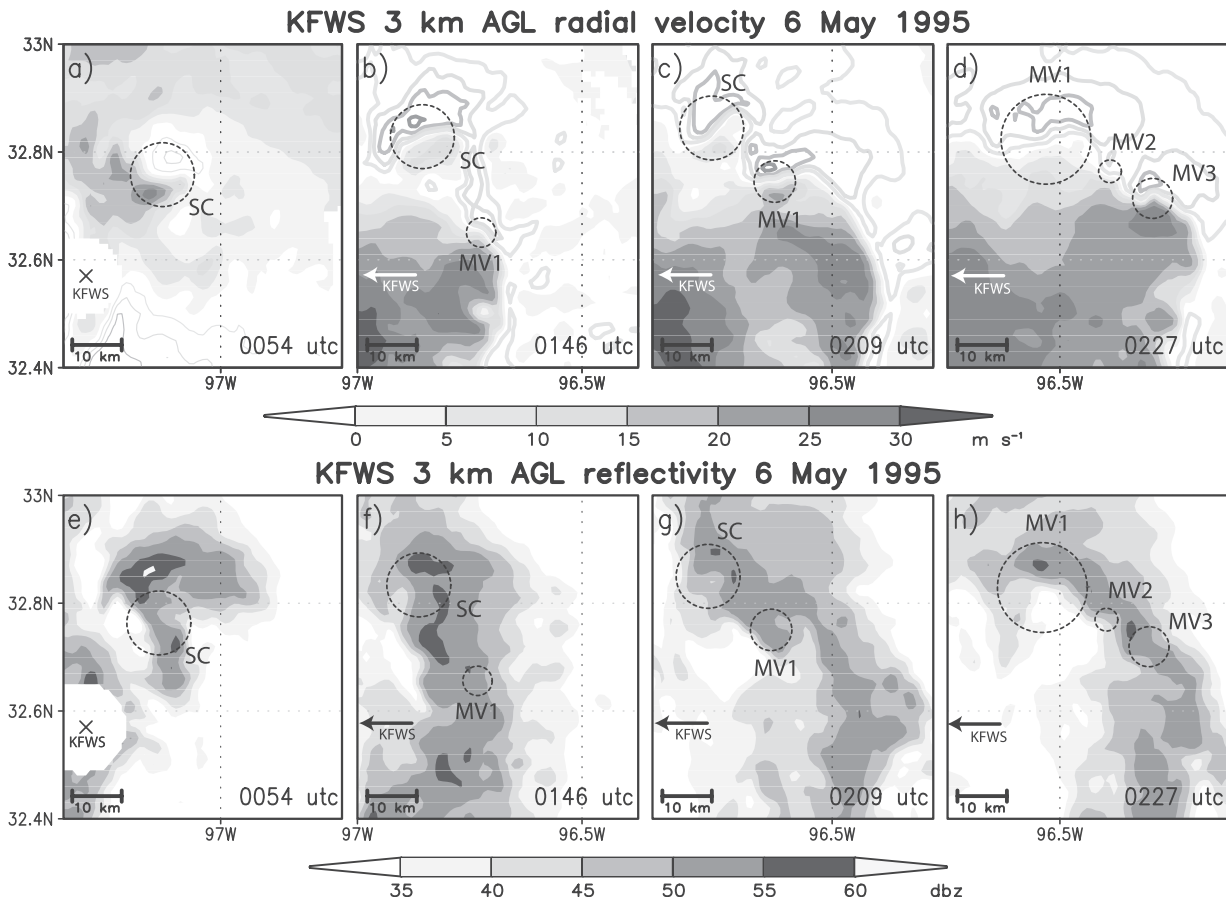 KFWS 3 km AGL radial velocity 6 May 1995
33N
32.8N
32.6N
32.4N
a)
SC
KFWS
10 km
0054 utc
97W
b)
SC
MV1
KFWS
10 km
0146 utc
97W
96.5W
c)
SC
MV1
KFWS
10 km
0209 utc
96.5W
d)
MV1
MV2
MV3
KFWS
10 km
0227 utc
96.5W
0 5 10 15 20 25 30 m s⁻¹
KFWS 3 km AGL reflectivity 6 May 1995
33N
32.8N
32.6N
32.4N
e)
SC
KFWS
10 km
0054 utc
97W
f)
SC
MV1
KFWS
10 km
0146 utc
97W
96.5W
g)
SC
MV1
KFWS
10 km
0209 utc
96.5W
h)
MV1
MV2
MV3
KFWS
10 km
0227 utc
96.5W
35 40 45 50 55 60 dbz